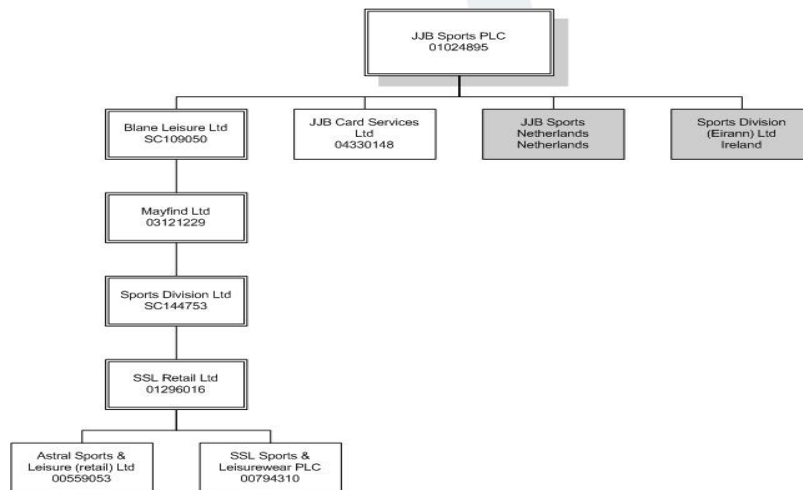 JJB Sports PLC
01024895
Blane Leisure Ltd
SC109050
JJB Card Services
Ltd
04330148
JJB Sports
Netherlands
Netherlands
Sports Division
(Eirann) Ltd
Ireland
Mayfind Ltd
03121229
Sports Division Ltd
SC144753
SSL Retail Ltd
01296016
Astral Sports &
Leisure (retail) Ltd
00559053
SSL Sports &
Leisurewear PLC
00794310